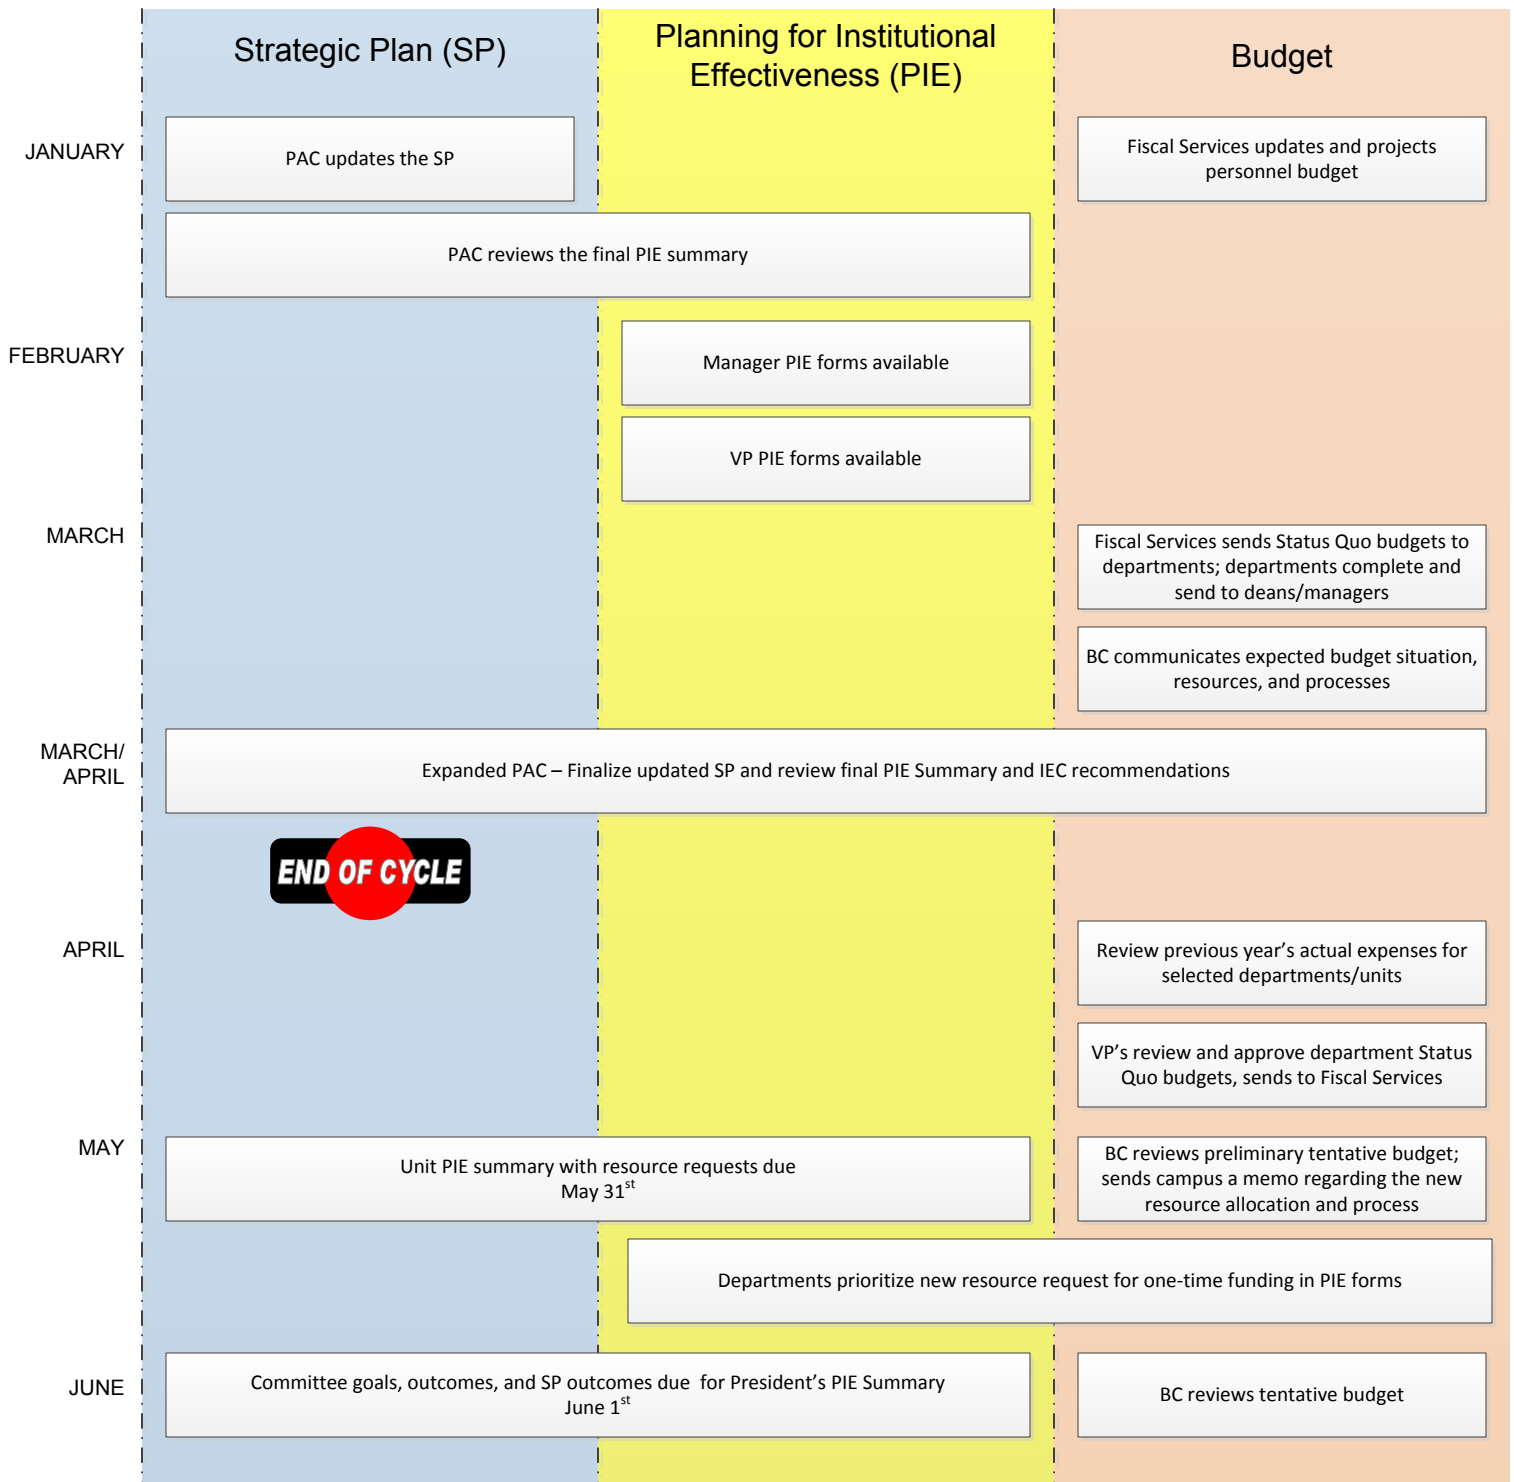 Strategic Plan (SP)
Planning for Institutional
Effectiveness (PIE)
Budget
JANUARY
PAC updates the SP
Fiscal Services updates and projects
personnel budget
PAC reviews the final PIE summary
FEBRUARY
Manager PIE forms available
VP PIE forms available
MARCH
Fiscal Services sends Status Quo budgets to
departments; departments complete and
send to deans/managers
BC communicates expected budget situation,
resources, and processes
MARCH/
APRIL
Expanded PAC – Finalize updated SP and review final PIE Summary and IEC recommendations
END OF CYCLE
APRIL
Review previous year’s actual expenses for
selected departments/units
VP’s review and approve department Status
Quo budgets, sends to Fiscal Services
MAY
Unit PIE summary with resource requests due
May 31st
BC reviews preliminary tentative budget;
sends campus a memo regarding the new
resource allocation and process
Departments prioritize new resource request for one-time funding in PIE forms
JUNE
Committee goals, outcomes, and SP outcomes due  for President’s PIE Summary
June 1st
BC reviews tentative budget